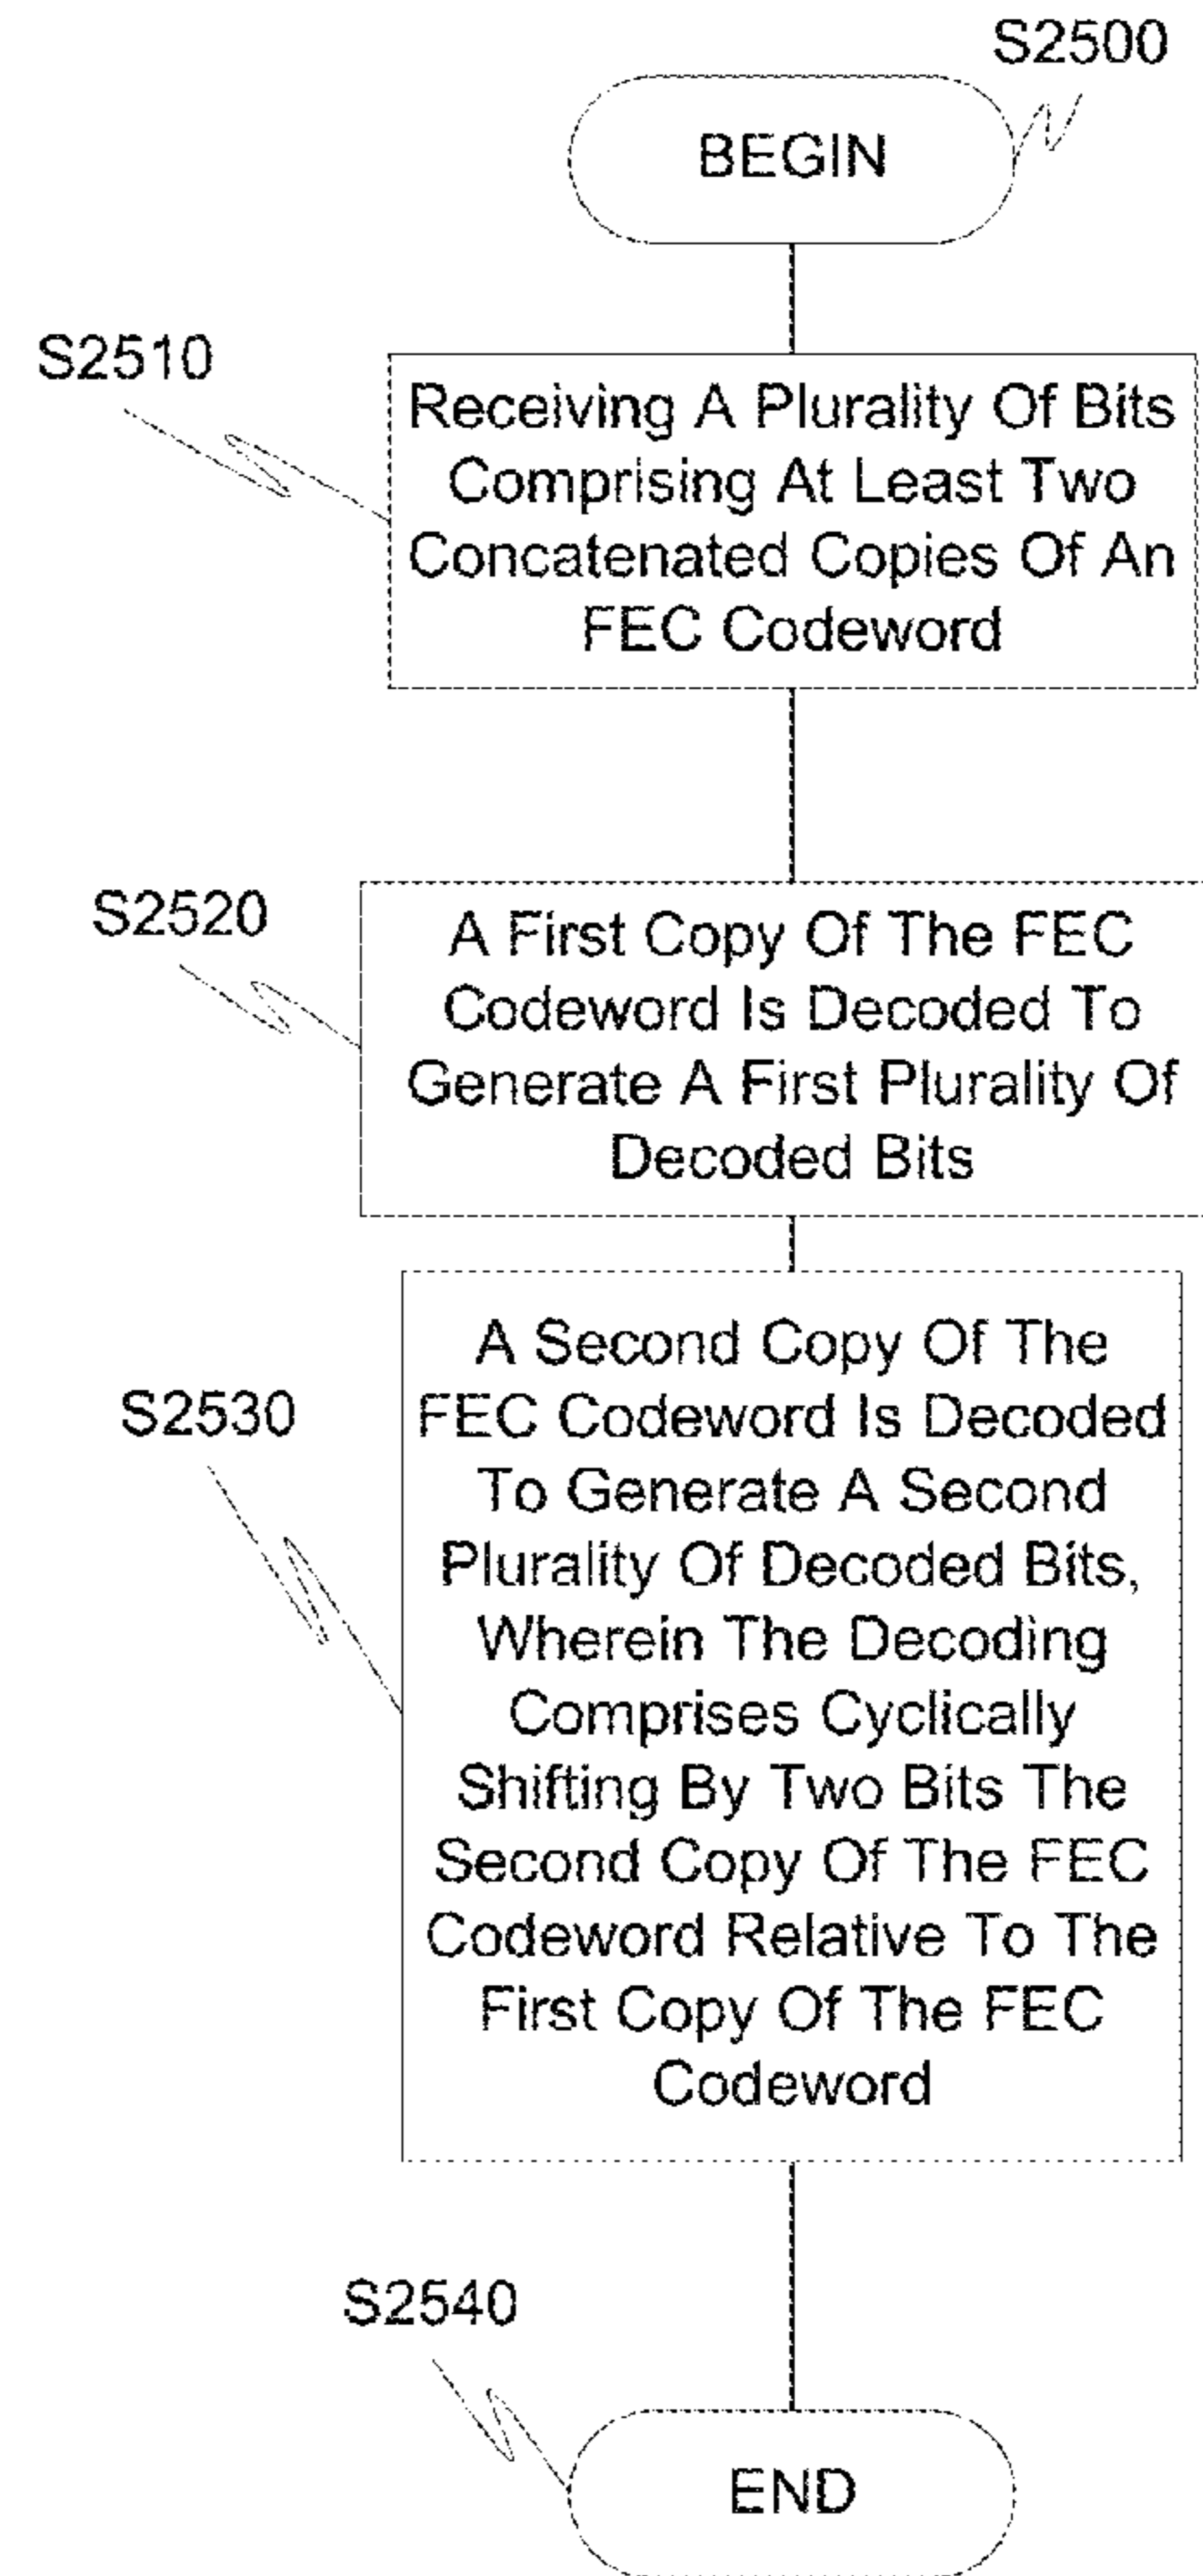 S2500
BEGIN
S2510
Receiving A Plurality Of Bits
Comprising At Least Two
Concatenated Copies Of An
FEC Codeword
S2520
A First Copy Of The FEC
Codeword Is Decoded To
Generate A First Plurality Of
Decoded Bits
S2530
A Second Copy Of The
FEC Codeword Is Decoded
To Generate A Second
Plurality Of Decoded Bits,
Wherein The Decoding
Comprises Cyclically
Shifting By Two Bits The
Second Copy Of The FEC
Codeword Relative To The
First Copy Of The FEC
Codeword
S2540
END